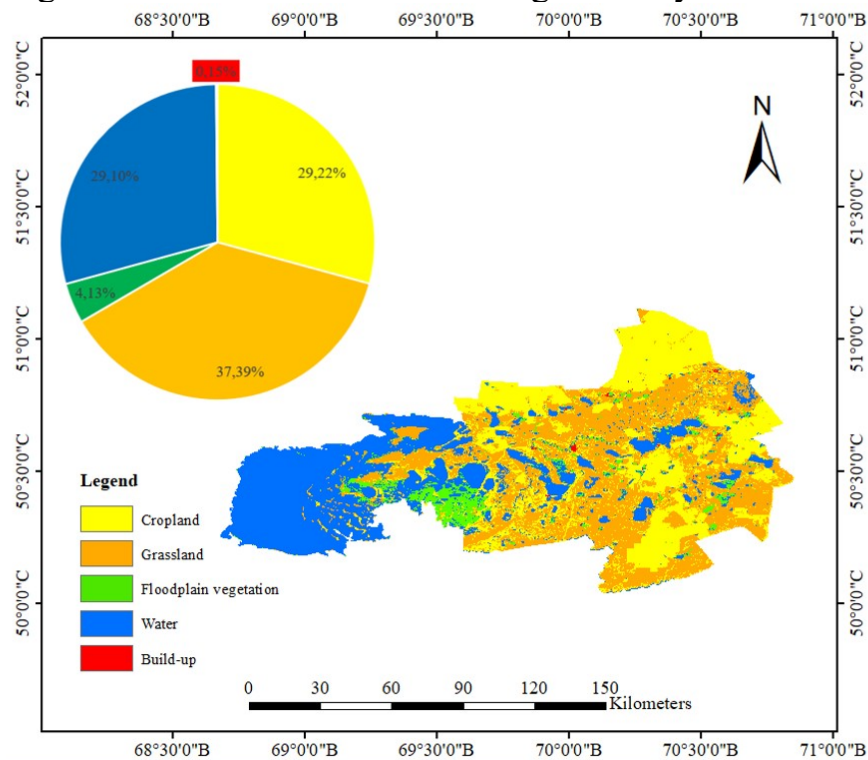 68°30'0"B 69°0'0"B 69°30'0"B 70°0'0"B 70°30'0"B 71°0'0"B
52°0'0"C
51°30'0"C
51°0'0"C
50°30'0"C
50°0'0"C
0,15%
29,10%
29,22%
4,13%
37,39%
N
52°0'0"C
51°30'0"C
51°0'0"C
50°30'0"C
50°0'0"C
Legend
Cropland
Grassland
Floodplain vegetation
Water
Build-up
0 30 60 90 120 150
Kilometers
68°30'0"B 69°0'0"B 69°30'0"B 70°0'0"B 70°30'0"B 71°0'0"B